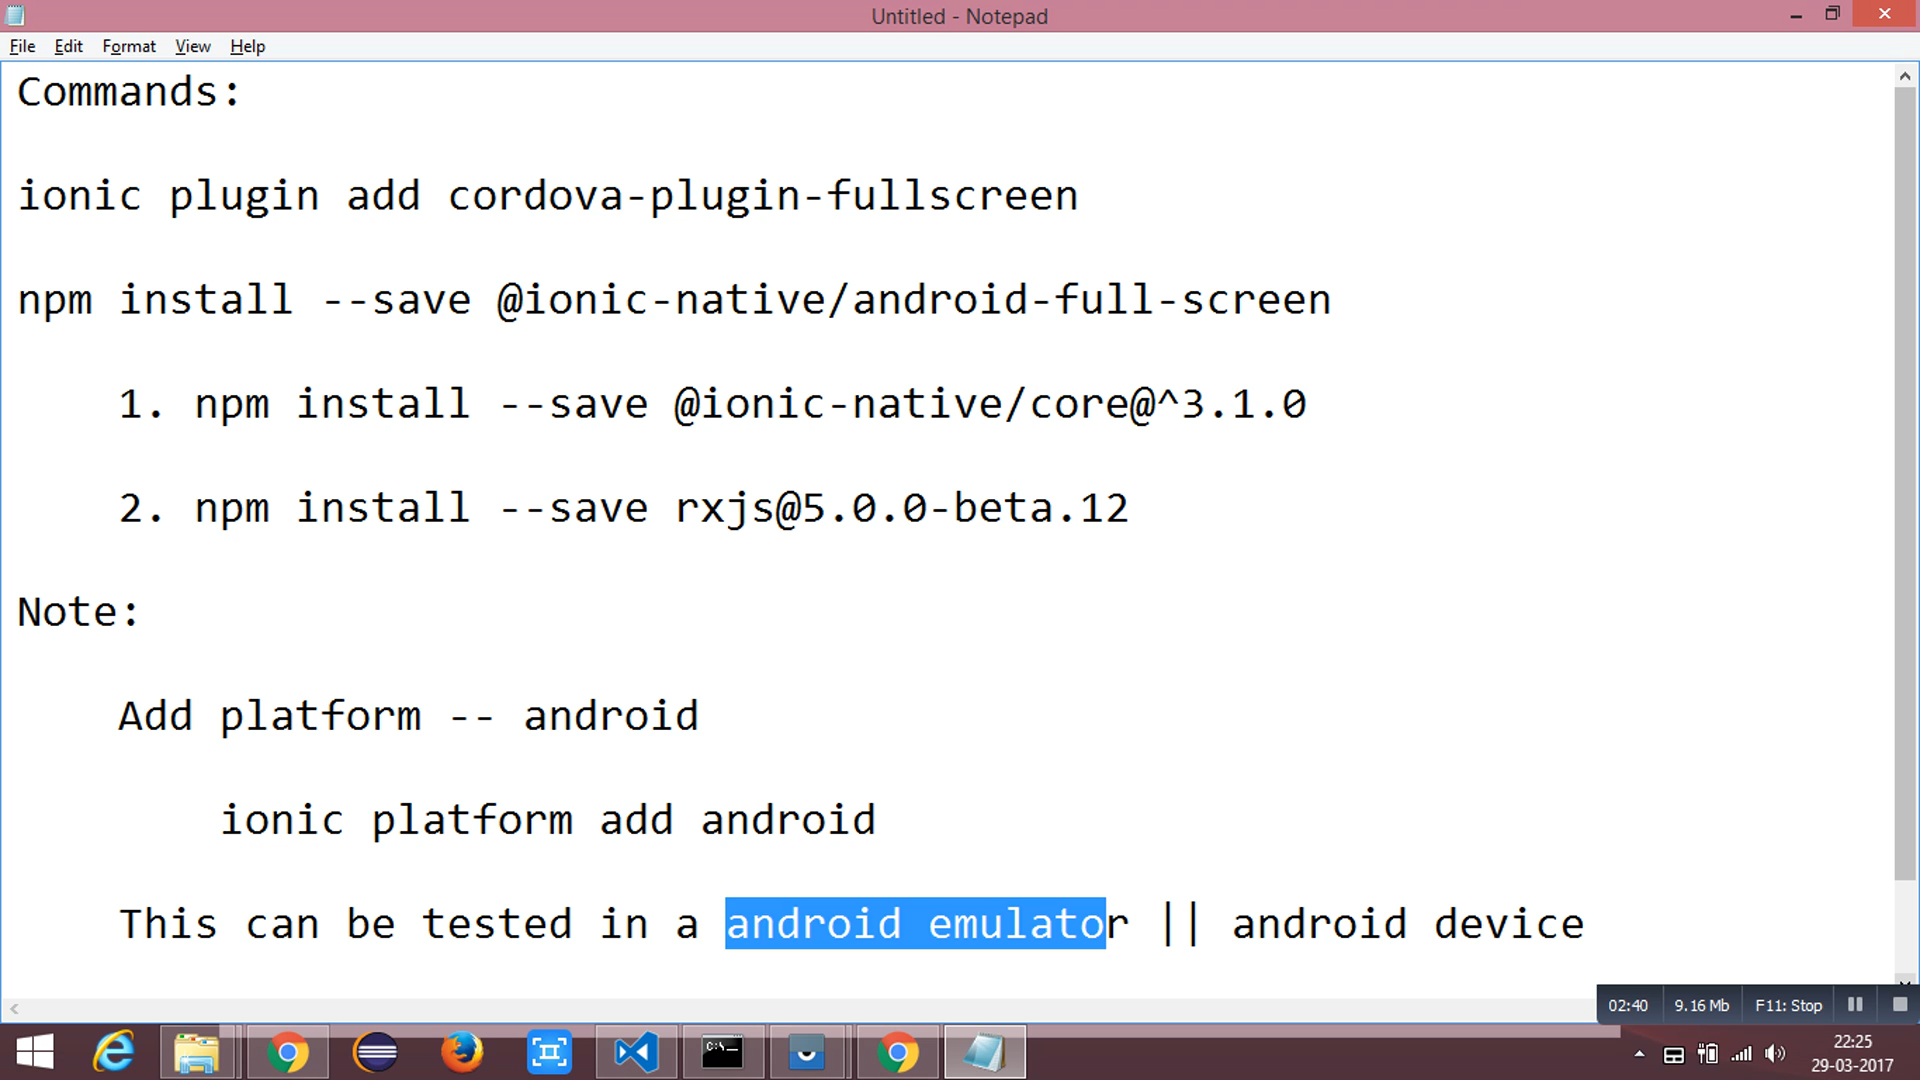 Untitled - Notepad
File Edit Format View Help
Commands:
ionic plugin add cordova-plugin-fullscreen
npm install --save @ionic-native/android-full-screen
1. npm install --save @ionic-native/core@^3.1.0
2. npm install --save rxjs@5.0.0-beta.12
Note:
Add platform -- android
ionic platform add android
This can be tested in a android emulator || android device
02:40 9.16 Mb F11: Stop
C:\_
22:25
29-03-2017